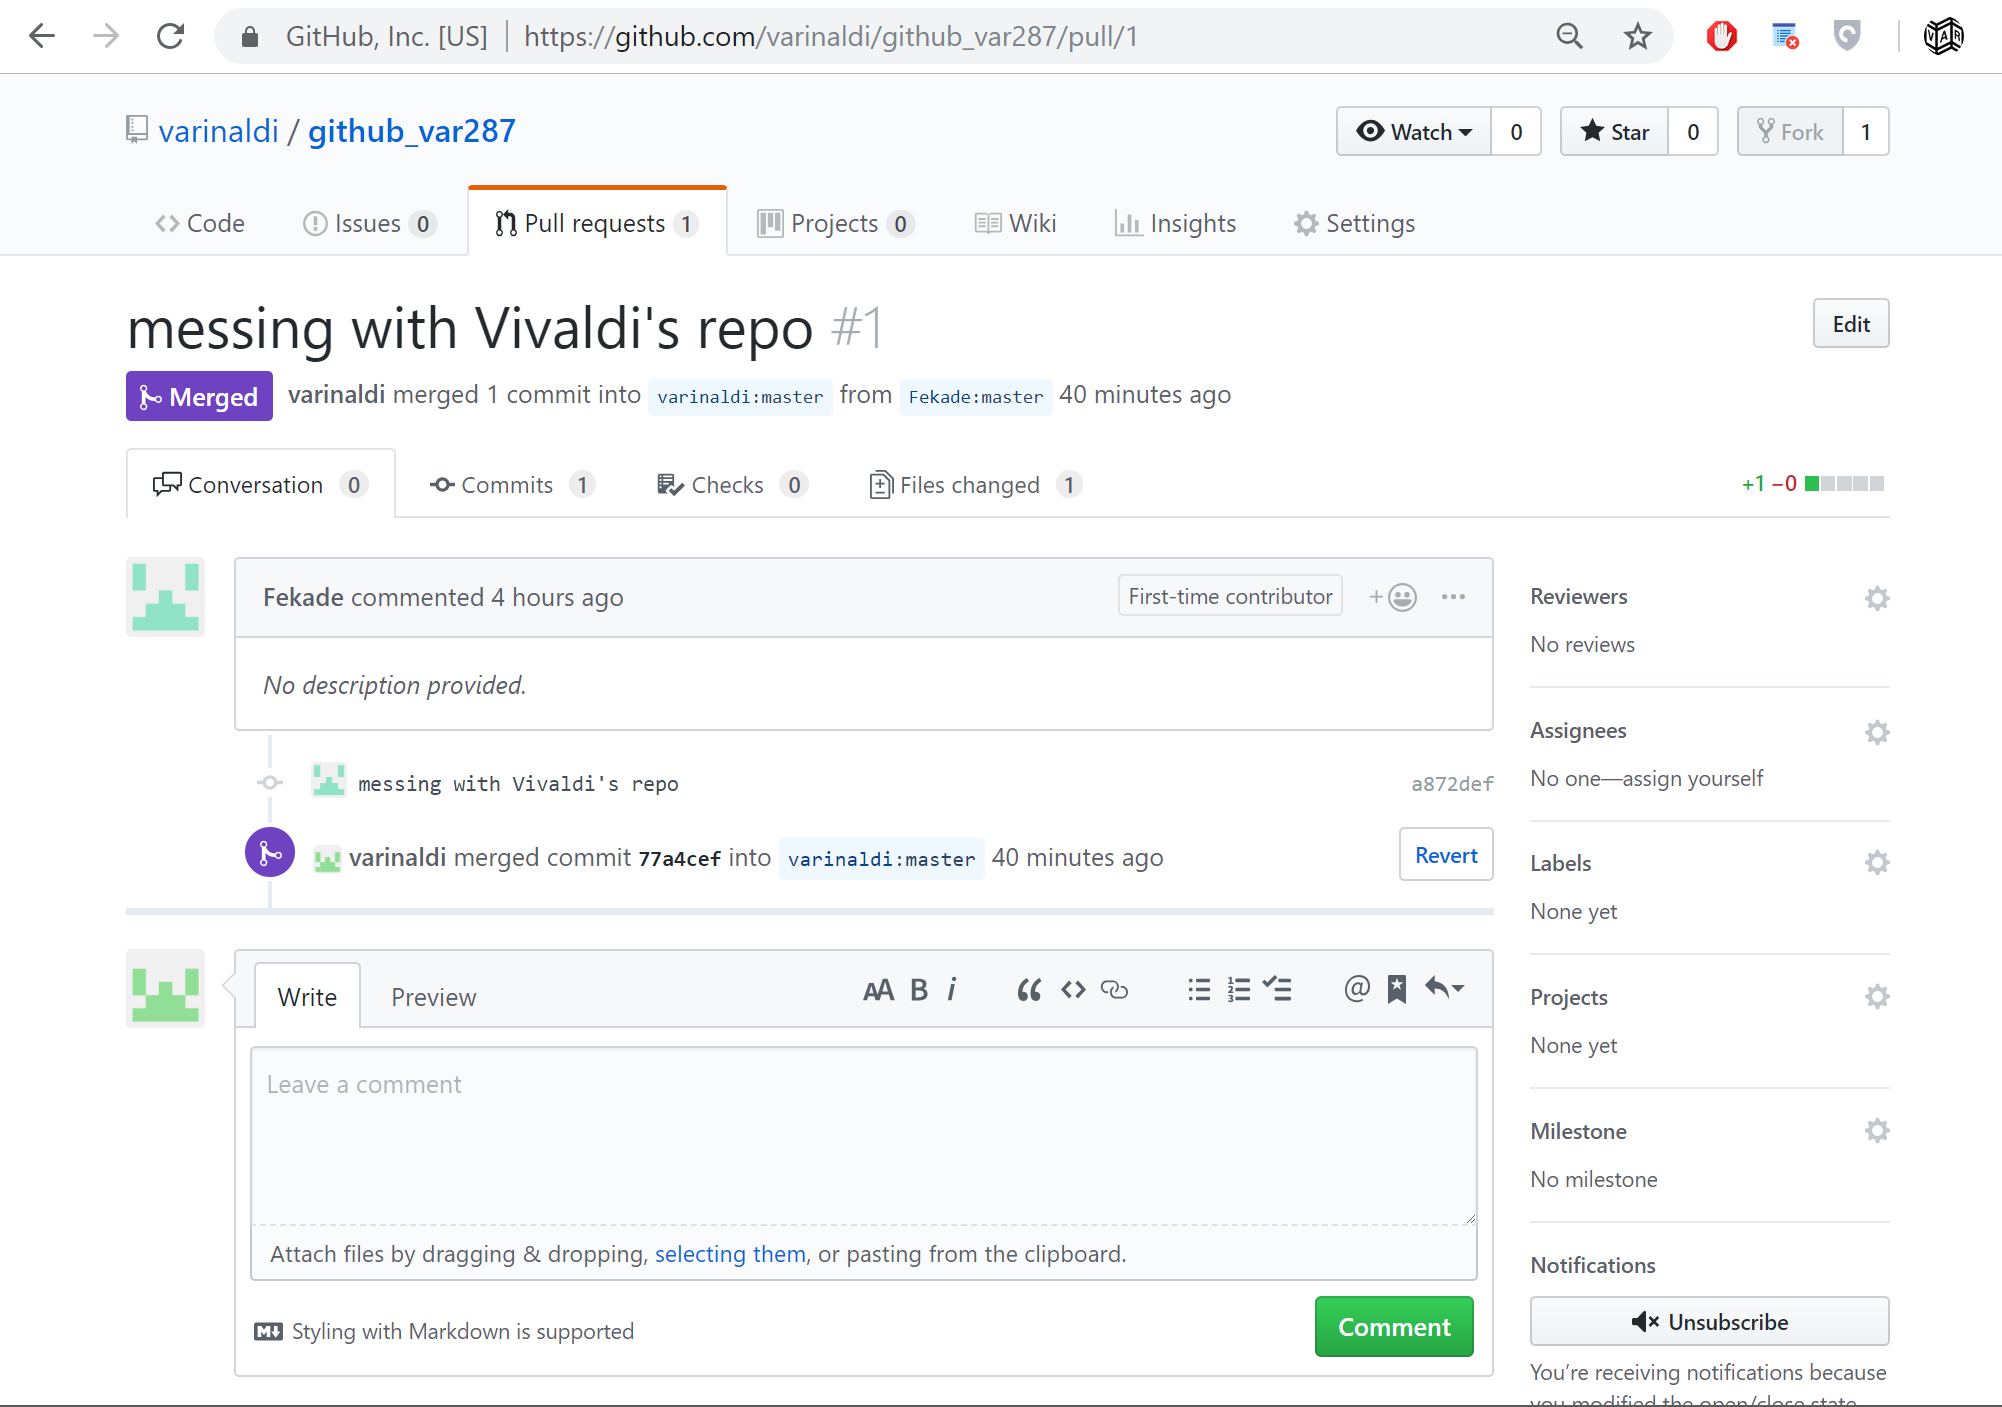 GitHub, Inc. [US] | https://github.com/varinaldi/github_var287/pull/1
VAR
varinaldi / github_var287
Watch 0 Star 0 Fork 1
Code Issues 0 Pull requests 1 Projects 0 Wiki Insights Settings
messing with Vivaldi's repo #1
Edit
Merged varinaldi merged 1 commit into varinaldi:master from Fekade:master 40 minutes ago
Conversation 0 Commits 1 Checks 0 Files changed 1 +1 −0
Fekade commented 4 hours ago First-time contributor
No description provided.
messing with Vivaldi's repo a872def
varinaldi merged commit 77a4cef into varinaldi:master 40 minutes ago Revert
Write Preview
Leave a comment
Attach files by dragging & dropping, selecting them, or pasting from the clipboard.
Styling with Markdown is supported
Comment
Reviewers
No reviews
Assignees
No one—assign yourself
Labels
None yet
Projects
None yet
Milestone
No milestone
Notifications
Unsubscribe
You’re receiving notifications because
you modified the open/close state.